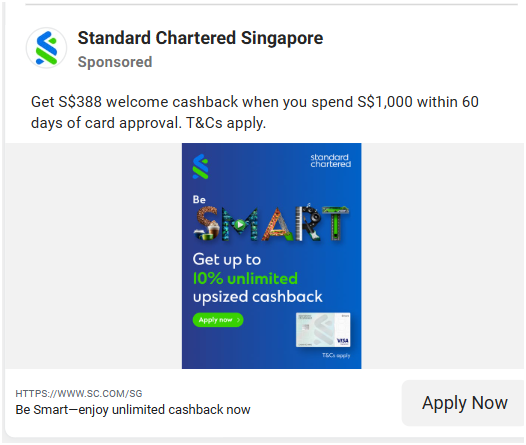 Standard Chartered Singapore
Sponsored
Get S$388 welcome cashback when you spend S$1,000 within 60
days of card approval. T&Cs apply.
standard
chartered
Be
SMART
Get up to
10% unlimited
upsized cashback
Apply now >
VISA
T&Cs apply
HTTPS://WWW.SC.COM/SG
Be Smart—enjoy unlimited cashback now
Apply Now